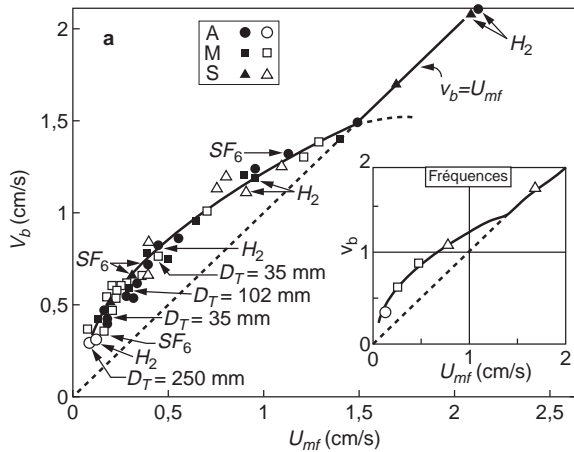 a
A
M
S
H2
vb=Umf
SF6
H2
SF6
H2
DT = 35 mm
DT = 102 mm
DT = 35 mm
SF6
H2
DT = 250 mm
Vb (cm/s)
2
1,5
1
0,5
0
0
0,5
1
1,5
2
2,5
Umf (cm/s)
Fréquences
vb
2
1
0
0
1
2
Umf (cm/s)